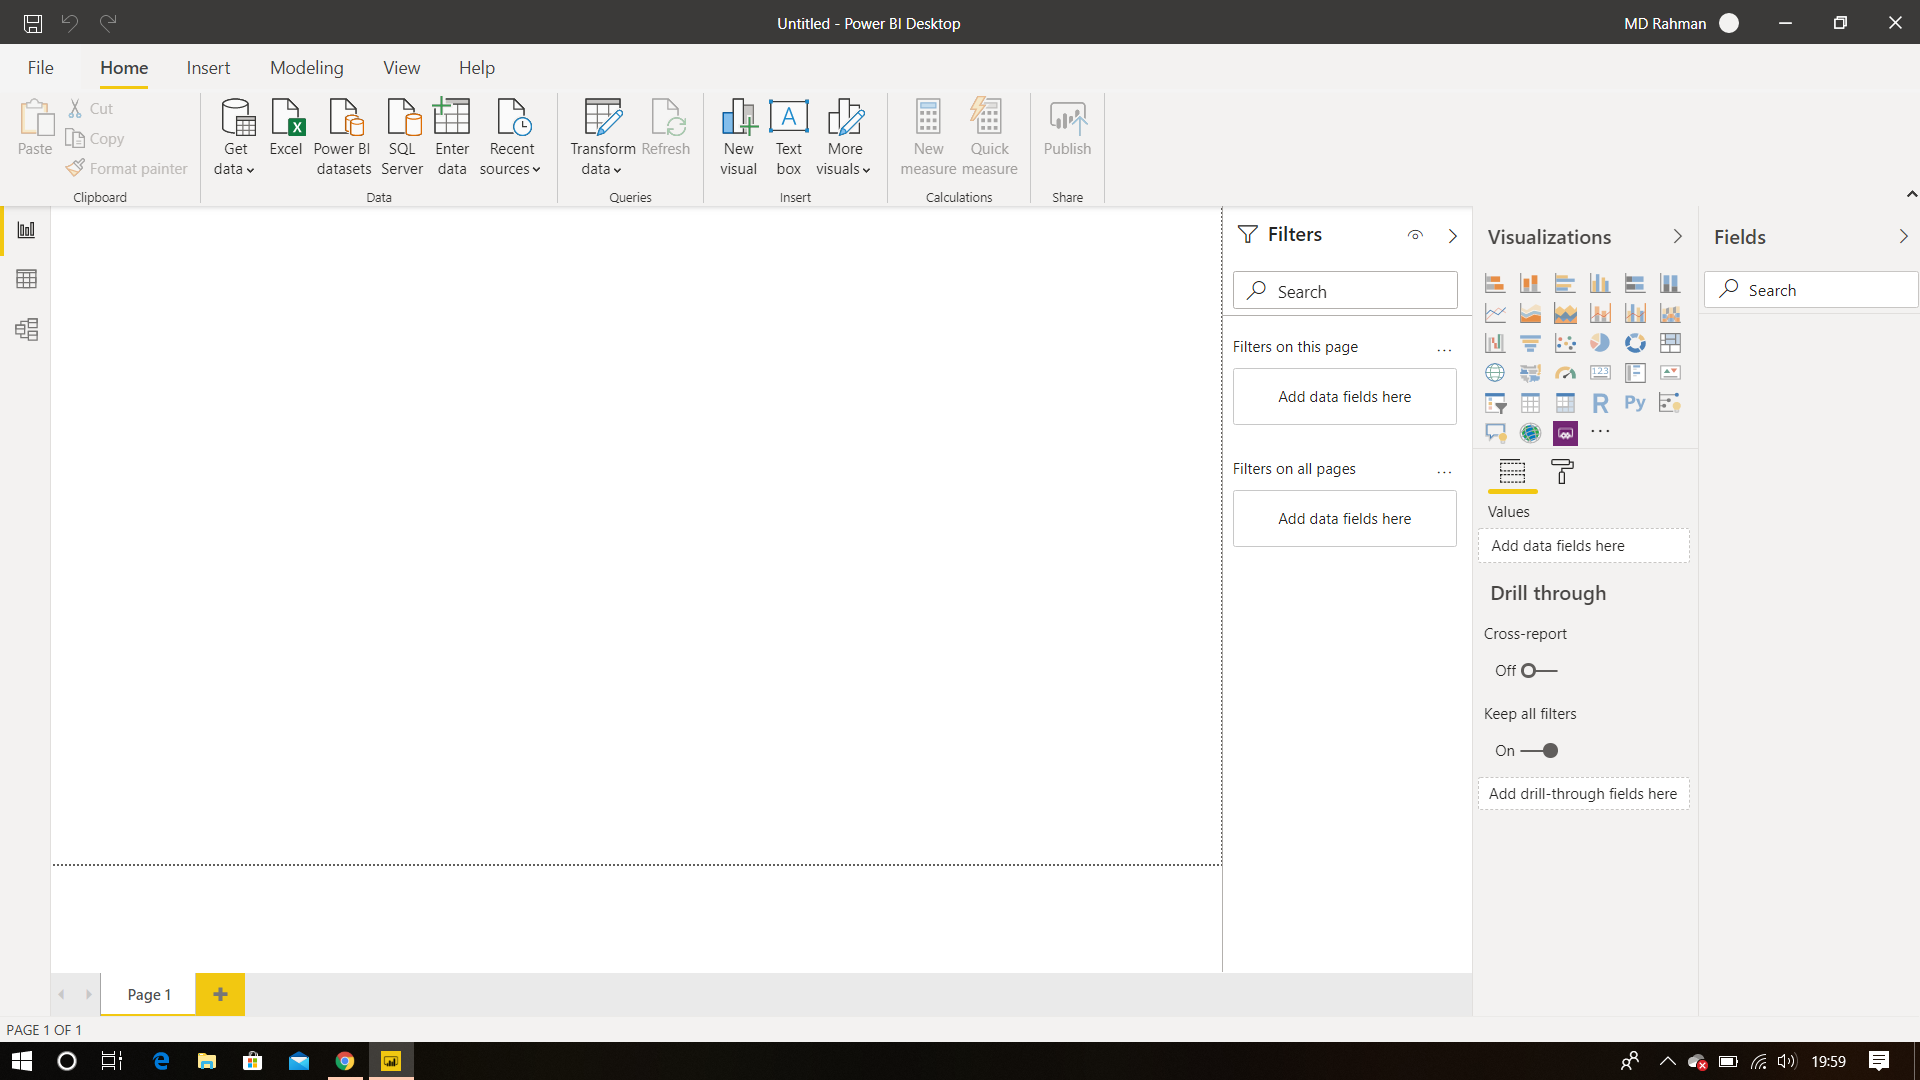 Untitled - Power BI Desktop
MD Rahman
File Home Insert Modeling View Help
Paste
Cut
Copy
Format painter
Clipboard
Get data
Excel
Power BI datasets
SQL Server
Enter data
Recent sources
Data
Transform data
Refresh
Queries
New visual
A
Text box
More visuals
Insert
New measure
Quick measure
Calculations
Publish
Share
Filters
Search
Filters on this page
...
Add data fields here
Filters on all pages
...
Add data fields here
Visualizations
123
R
Py
...
Values
Add data fields here
Drill through
Cross-report
Off
Keep all filters
On
Add drill-through fields here
Fields
Search
Page 1
PAGE 1 OF 1
19:59